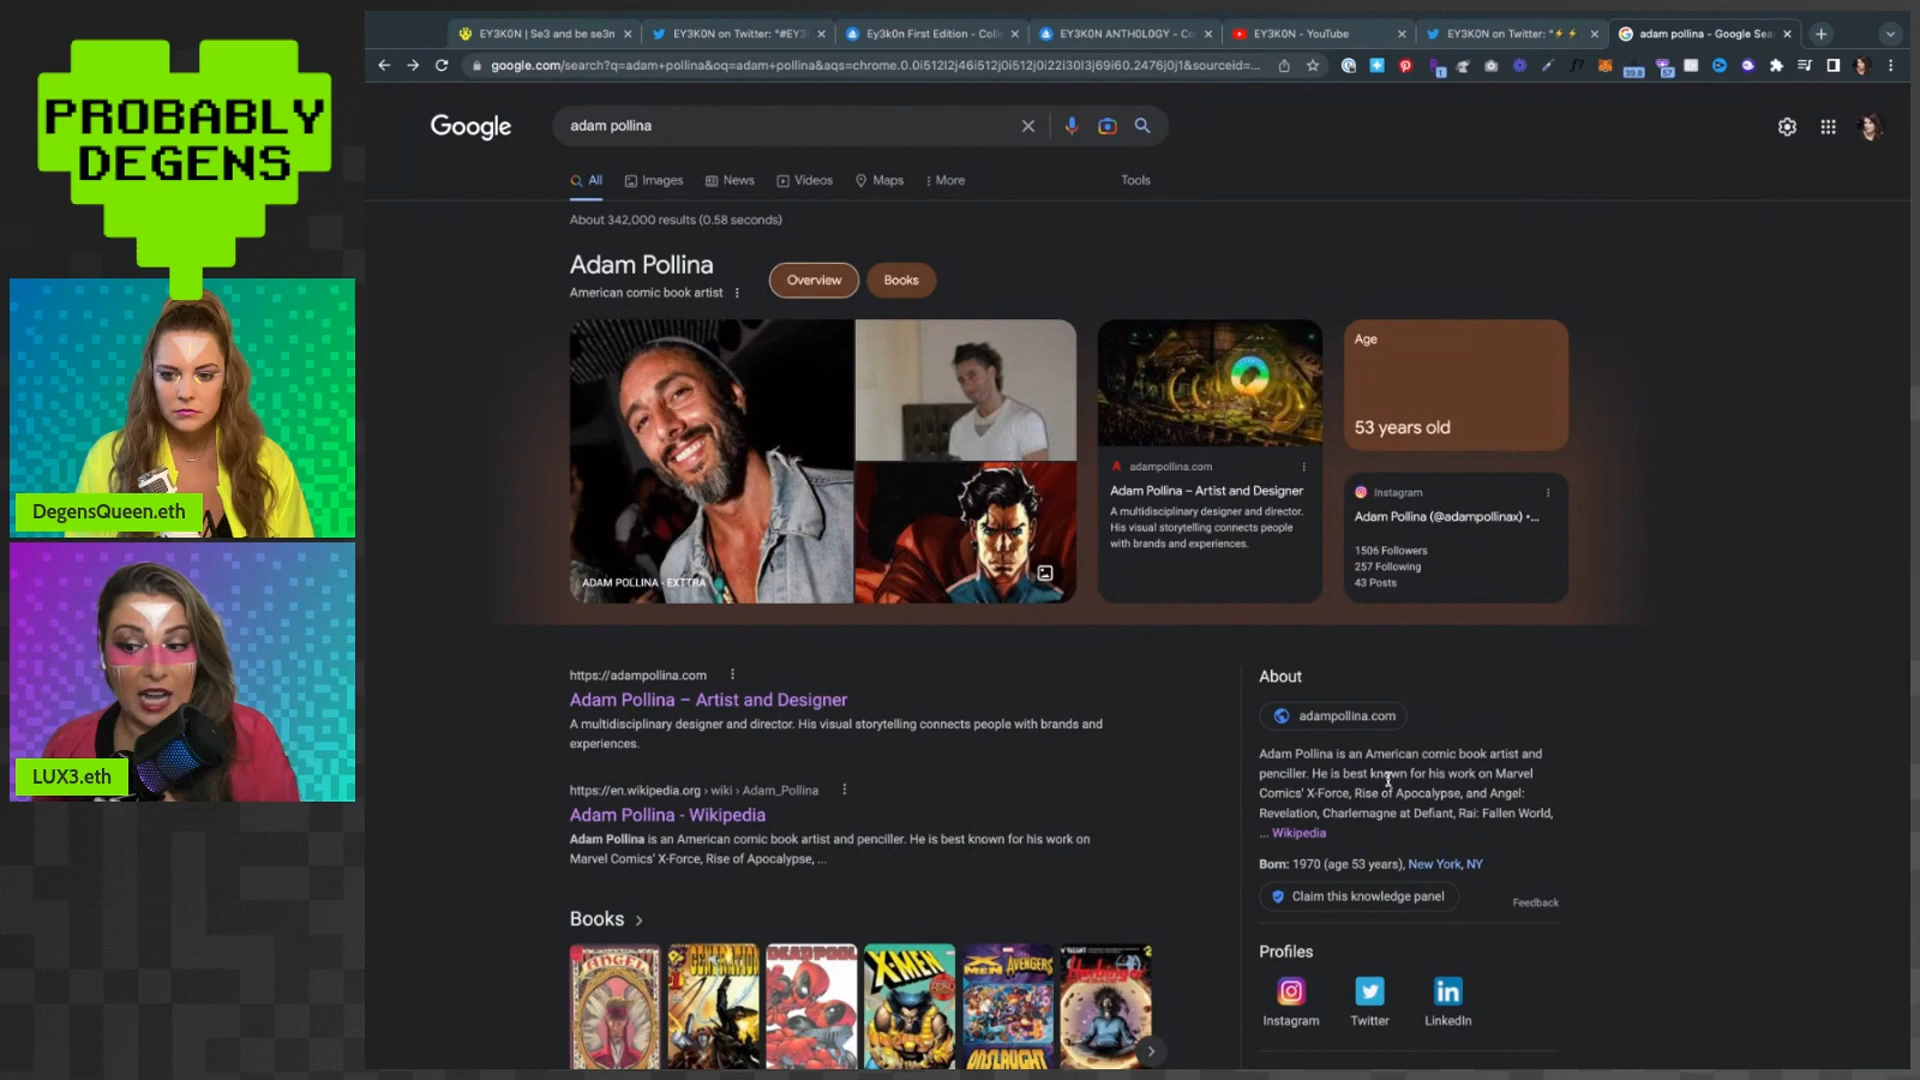 PROBABLY
DEGENS
DegensQueen.eth
LUX3.eth
EY3K0N | Se3 and be se3n
EY3K0N on Twitter: "#EY3
Ey3k0n First Edition - Coll
EY3K0N ANTH0L0GY - Co
EY3K0N - YouTube
EY3K0N on Twitter: "⚡⚡
adam pollina - Google Sea
google.com/search?q=adam+pollina&oq=adam+pollina&aqs=chrome.0.0i512l2j46i512j0i512j0i22i30l3j69i60.2476j0j1&sourceid=...
39.8
57
Google
adam pollina
All
Images
News
Videos
Maps
More
Tools
About 342,000 results (0.58 seconds)
Adam Pollina
American comic book artist
Overview
Books
ADAM POLLINA - EXTTRA
adampollina.com
Adam Pollina – Artist and Designer
A multidisciplinary designer and director.
His visual storytelling connects people
with brands and experiences.
Age
53 years old
Instagram
Adam Pollina (@adampollinax) •...
1506 Followers
257 Following
43 Posts
https://adampollina.com
Adam Pollina – Artist and Designer
A multidisciplinary designer and director. His visual storytelling connects people with brands and
experiences.
https://en.wikipedia.org › wiki › Adam_Pollina
Adam Pollina - Wikipedia
Adam Pollina is an American comic book artist and penciller. He is best known for his work on
Marvel Comics' X-Force, Rise of Apocalypse, ...
Books
ANGEL
GENERATION
DEADPOOL
X-MEN
X-MEN AVENGERS
ONSLAUGHT
Harbinger
About
adampollina.com
Adam Pollina is an American comic book artist and
penciller. He is best known for his work on Marvel
Comics' X-Force, Rise of Apocalypse, and Angel:
Revelation, Charlemagne at Defiant, Rai: Fallen World,
... Wikipedia
Born: 1970 (age 53 years), New York, NY
Claim this knowledge panel
Feedback
Profiles
Instagram
Twitter
LinkedIn